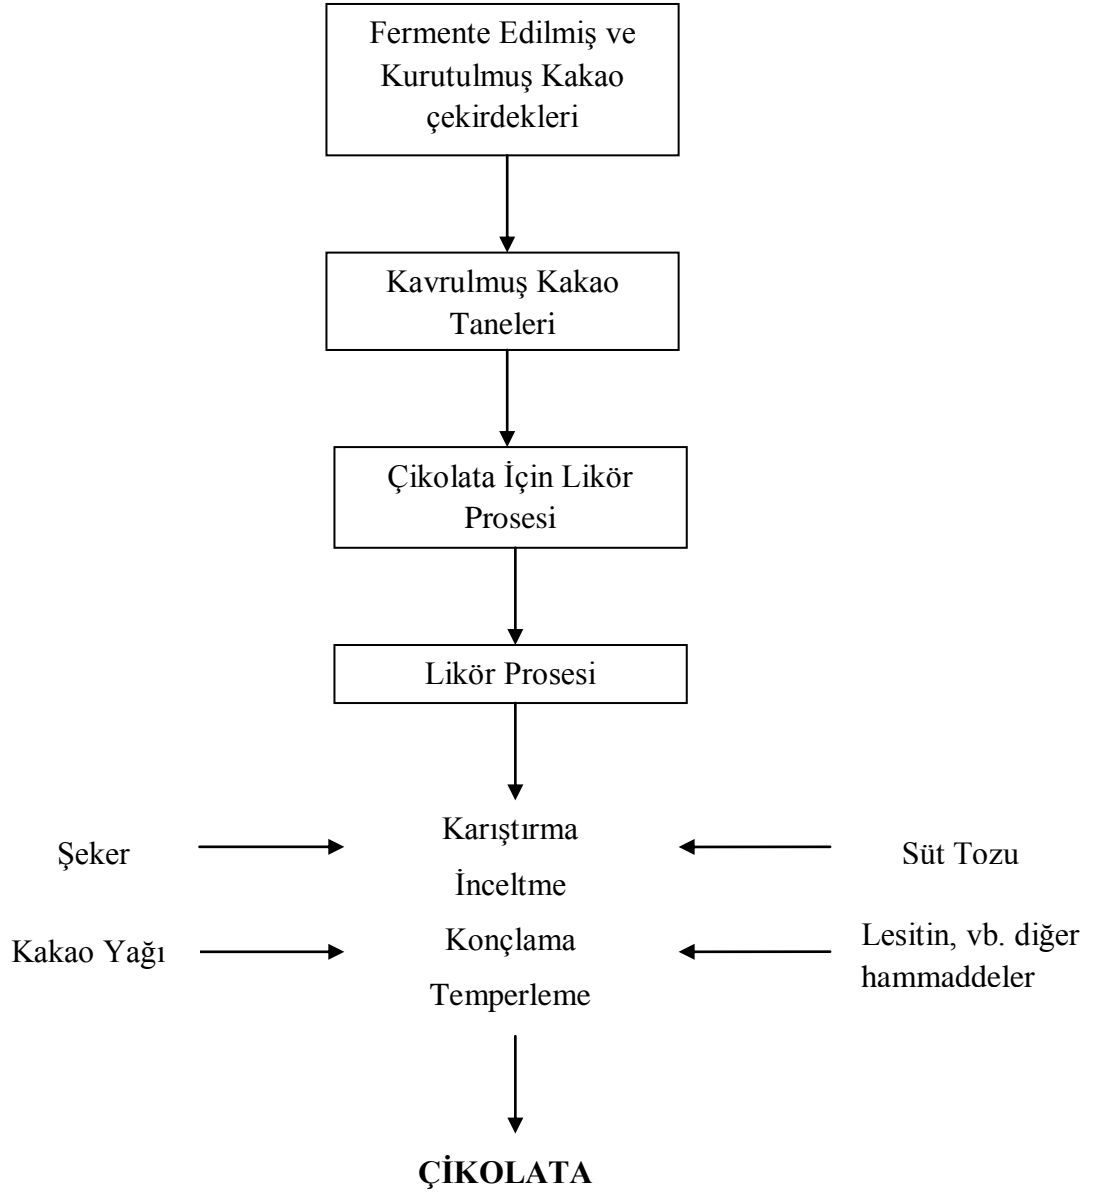 Fermente Edilmiş ve
Kurutulmuş Kakao
çekirdekleri
Kavrulmuş Kakao
Taneleri
Çikolata İçin Likör
Prosesi
Likör Prosesi
Karıştırma
Şeker
Süt Tozu
İnceltme
Kakao Yağı
Konçlama
Lesitin, vb. diğer
hammaddeler
Temperleme
ÇİKOLATA